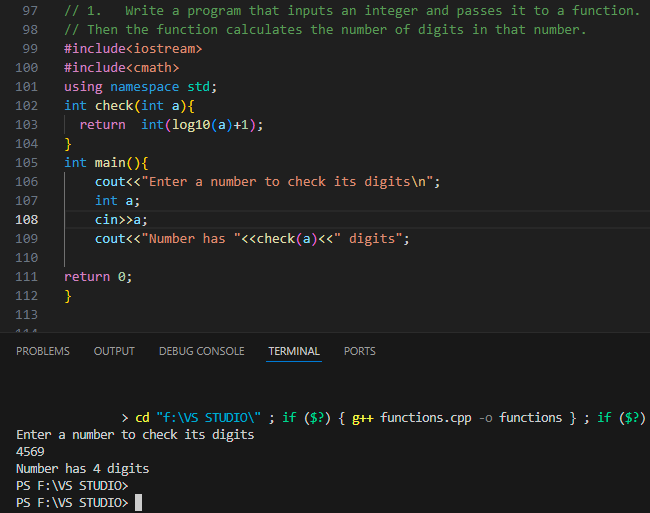 97 // 1. Write a program that inputs an integer and passes it to a function.
98 // Then the function calculates the number of digits in that number.
99 #include<iostream>
100 #include<cmath>
101 using namespace std;
102 int check(int a){
103 return int(log10(a)+1);
104 }
105 int main(){
106 cout<<"Enter a number to check its digits\n";
107 int a;
108 cin>>a;
109 cout<<"Number has "<<check(a)<<" digits";
110
111 return 0;
112 }
113
114
PROBLEMS OUTPUT DEBUG CONSOLE TERMINAL PORTS
> cd "f:\VS STUDIO\" ; if ($?) { g++ functions.cpp -o functions } ; if ($?)
Enter a number to check its digits
4569
Number has 4 digits
PS F:\VS STUDIO>
PS F:\VS STUDIO>